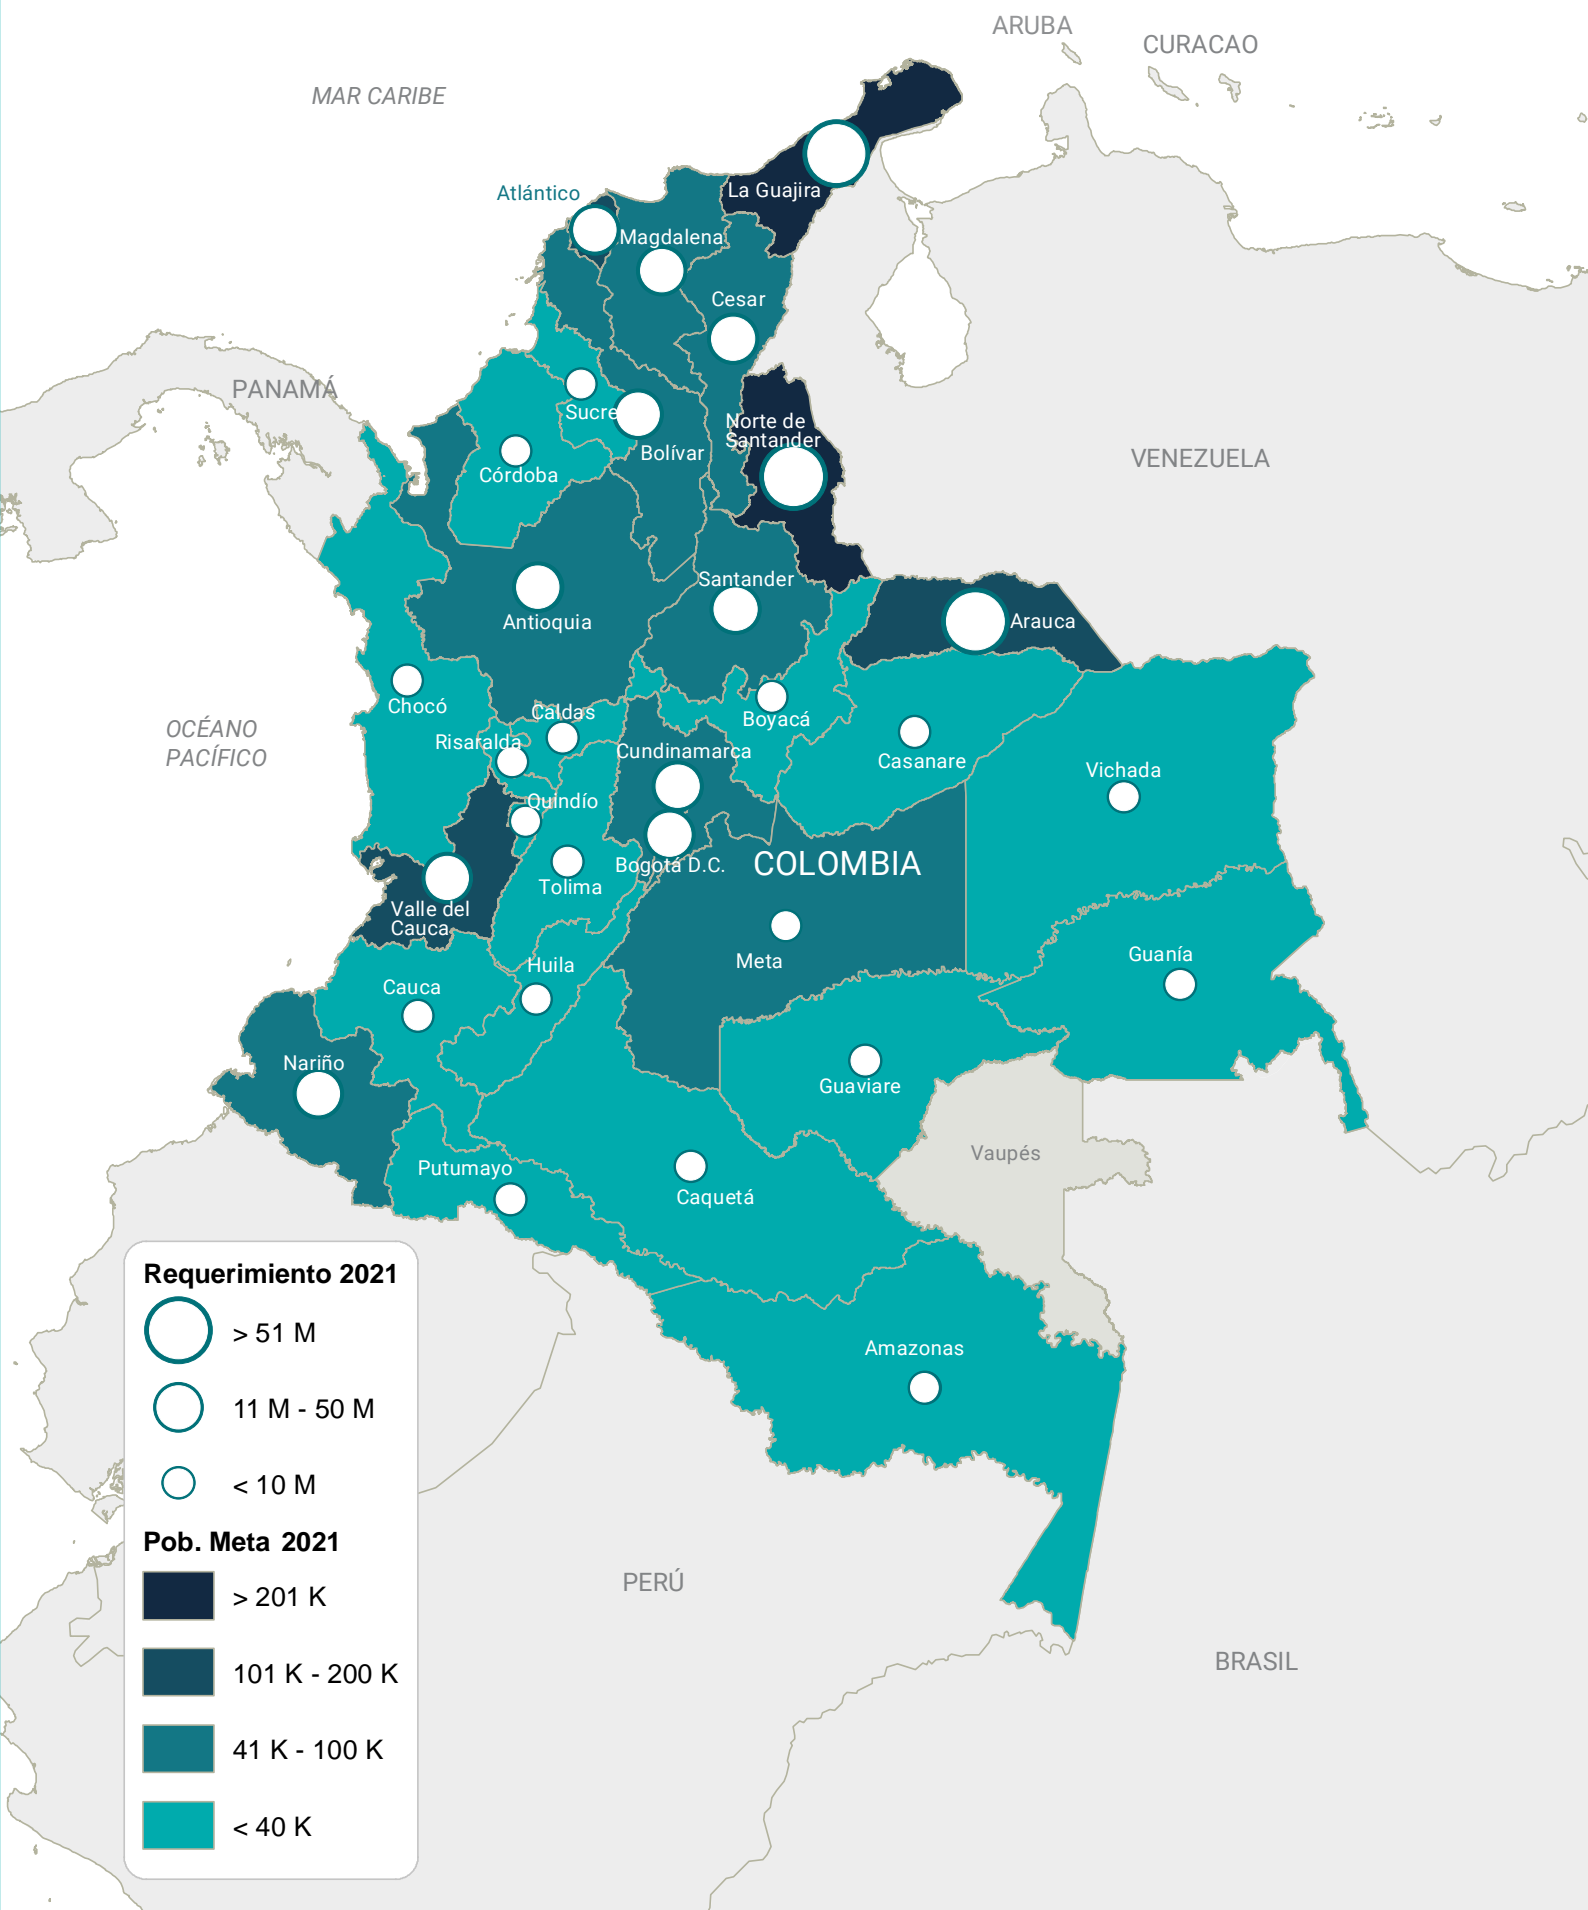 ARUBA
CURACAO
MAR CARIBE
Atlántico
La Guajira
Magdalena
Cesar
PANAMÁ
Sucre
Norte de
Santander
Bolívar
VENEZUELA
Córdoba
Santander
Antioquia
Arauca
Chocó
Caldas
Boyacá
OCÉANO
PACÍFICO
Risaralda
Cundinamarca
Casanare
Vichada
Quindío
Bogotá D.C.
COLOMBIA
Tolima
Valle del
Cauca
Meta
Huila
Guanía
Cauca
Nariño
Guaviare
Vaupés
Putumayo
Caquetá
Amazonas
Requerimiento 2021
> 51 M
11 M - 50 M
< 10 M
Pob. Meta 2021
> 201 K
101 K - 200 K
41 K - 100 K
< 40 K
PERÚ
BRASIL